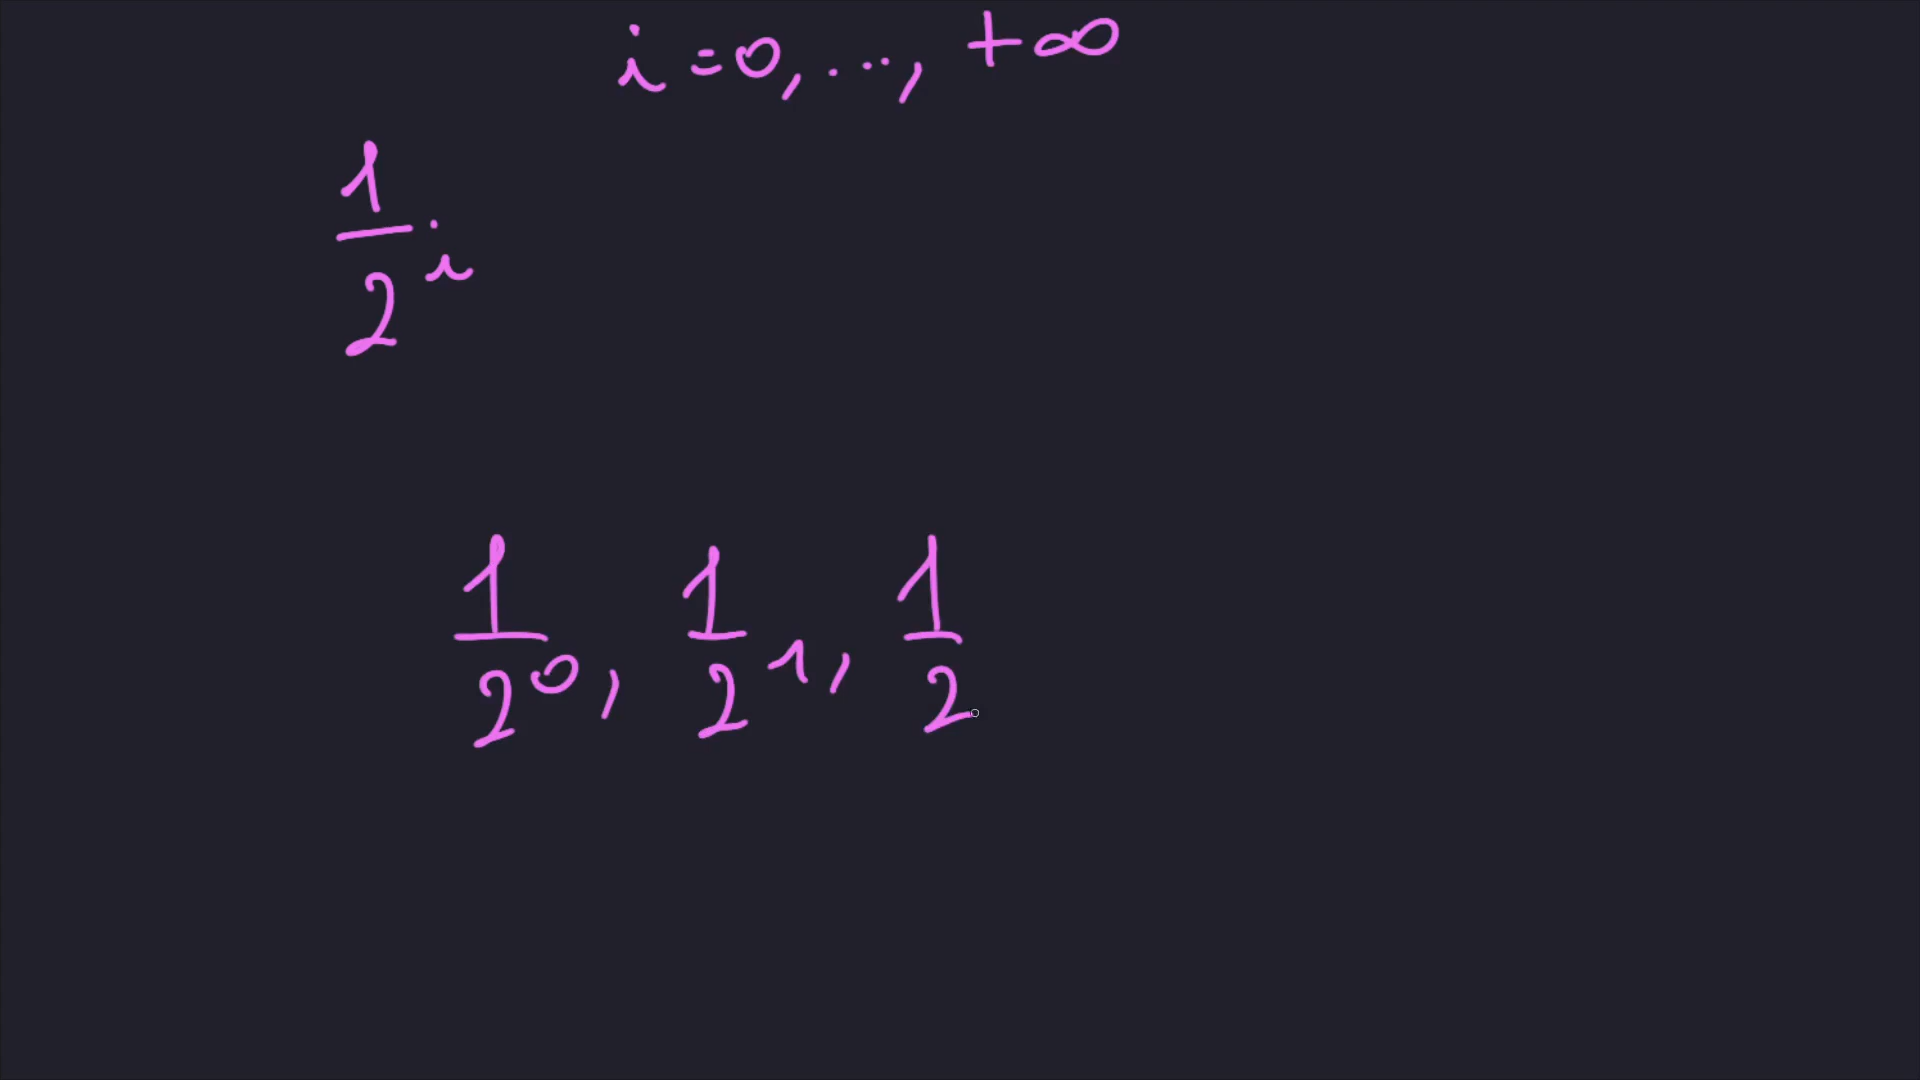 i = 0, ..., +∞
1/2^i
1/2^0, 1/2^1, 1/2